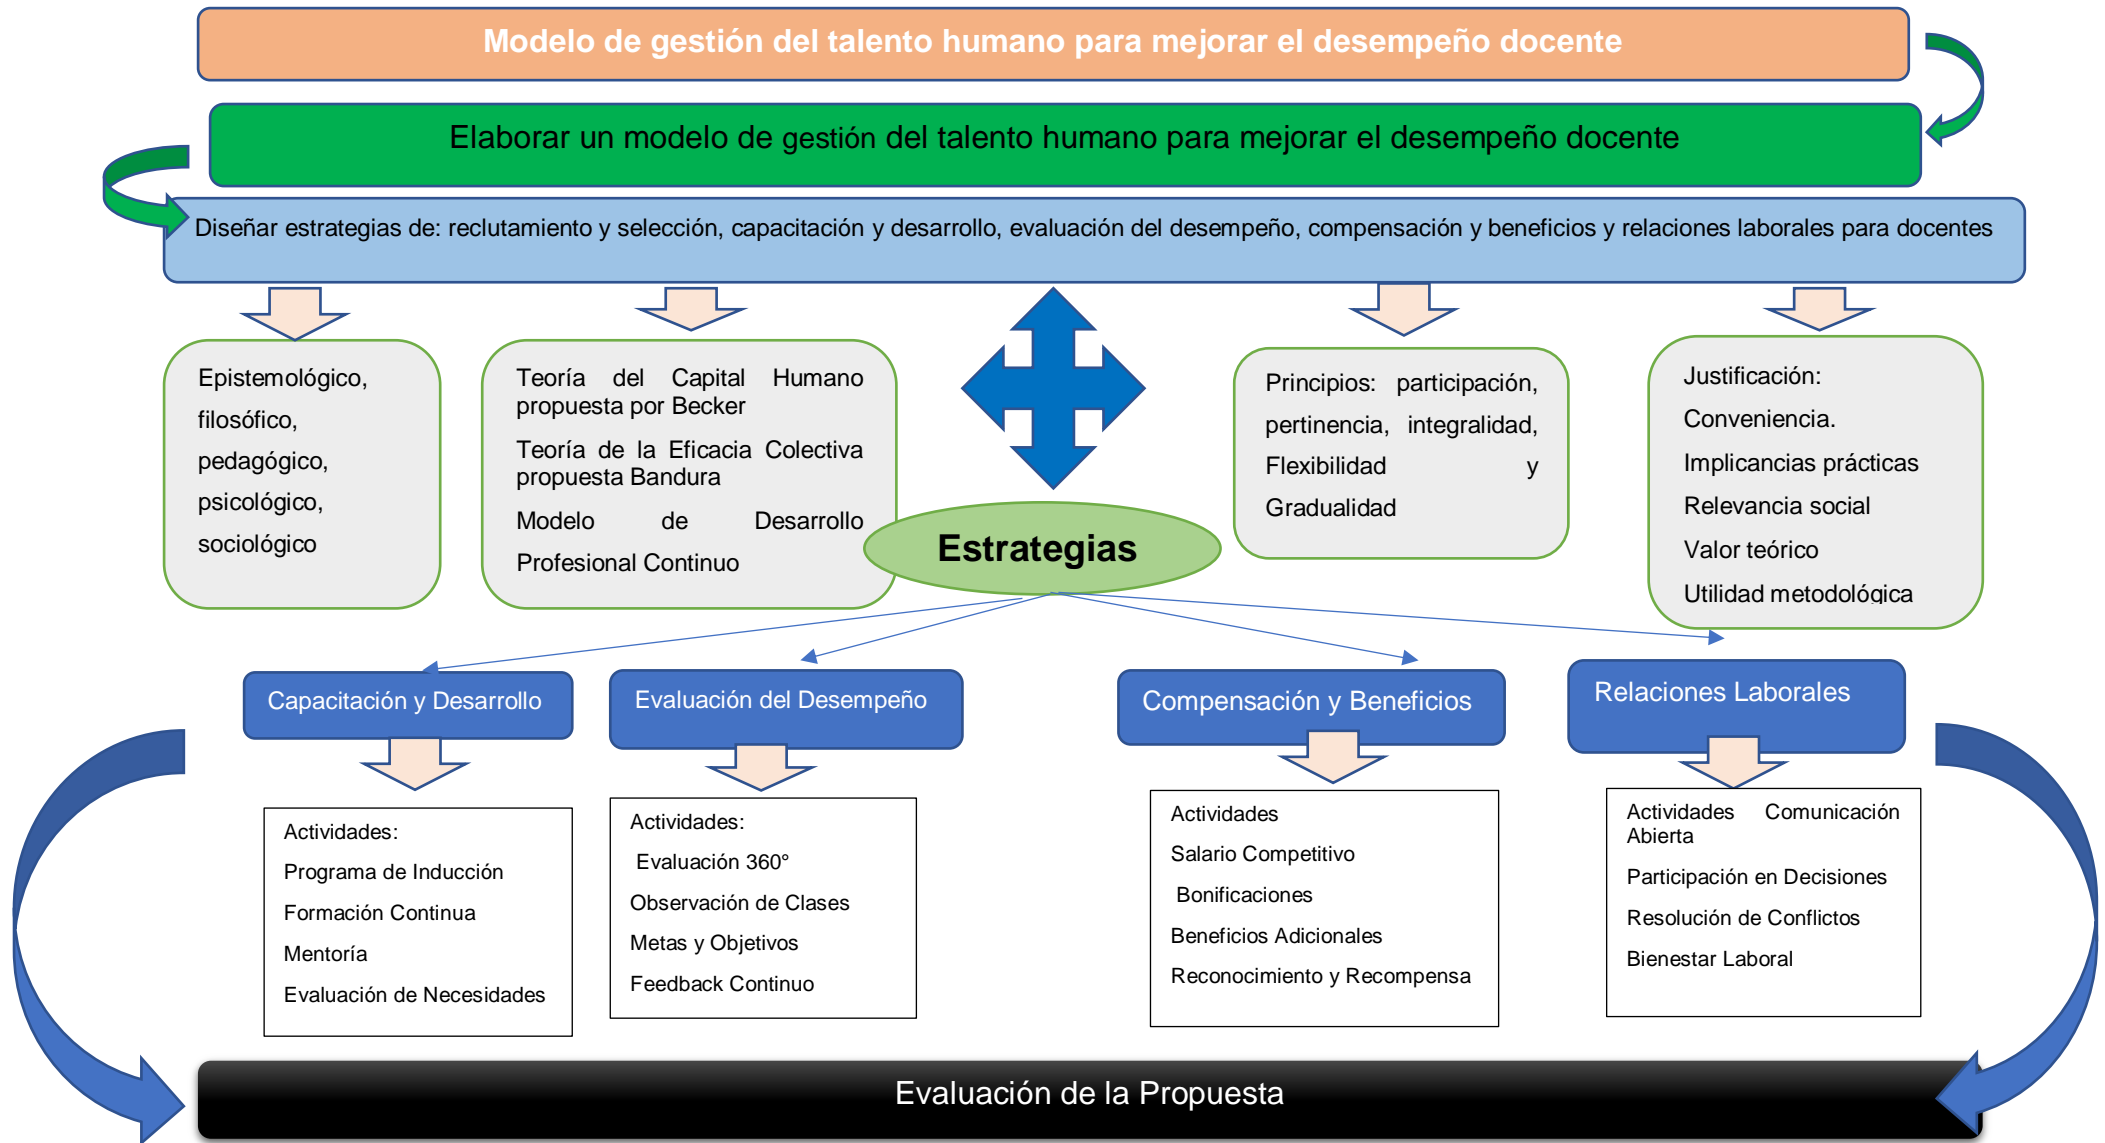 Modelo de gestión del talento humano para mejorar el desempeño docente
Elaborar un modelo de gestión del talento humano para mejorar el desempeño docente
Diseñar estrategias de: reclutamiento y selección, capacitación y desarrollo, evaluación del desempeño, compensación y beneficios y relaciones laborales para docentes
Epistemológico,
filosófico,
pedagógico,
psicológico,
sociológico
Teoría del Capital Humano
propuesta por Becker
Teoría de la Eficacia Colectiva
propuesta Bandura
Modelo de Desarrollo
Profesional Continuo
Principios: participación,
pertinencia, integralidad,
Flexibilidad y
Gradualidad
Justificación:
Conveniencia.
Implicancias prácticas
Relevancia social
Valor teórico
Utilidad metodológica
Estrategias
Capacitación y Desarrollo
Evaluación del Desempeño
Compensación y Beneficios
Relaciones Laborales
Actividades:
Programa de Inducción
Formación Continua
Mentoría
Evaluación de Necesidades
Actividades:
Evaluación 360°
Observación de Clases
Metas y Objetivos
Feedback Continuo
Actividades
Salario Competitivo
Bonificaciones
Beneficios Adicionales
Reconocimiento y Recompensa
Actividades Comunicación
Abierta
Participación en Decisiones
Resolución de Conflictos
Bienestar Laboral
Evaluación de la Propuesta